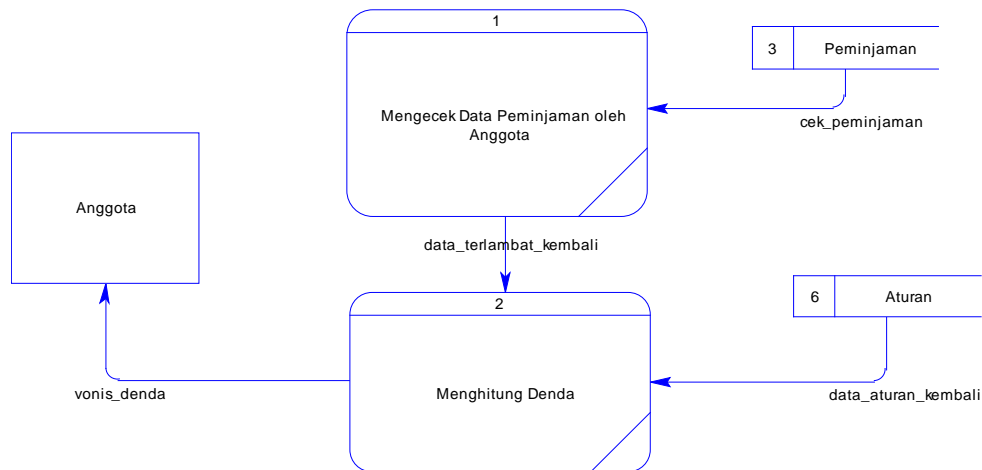 1
3 Peminjaman
Mengecek Data Peminjaman oleh
Anggota
cek_peminjaman
Anggota
data_terlambat_kembali
6 Aturan
2
vonis_denda
Menghitung Denda
data_aturan_kembali